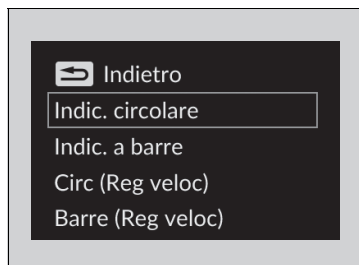 Indietro
Indic. circolare
Indic. a barre
Circ (Reg veloc)
Barre (Reg veloc)